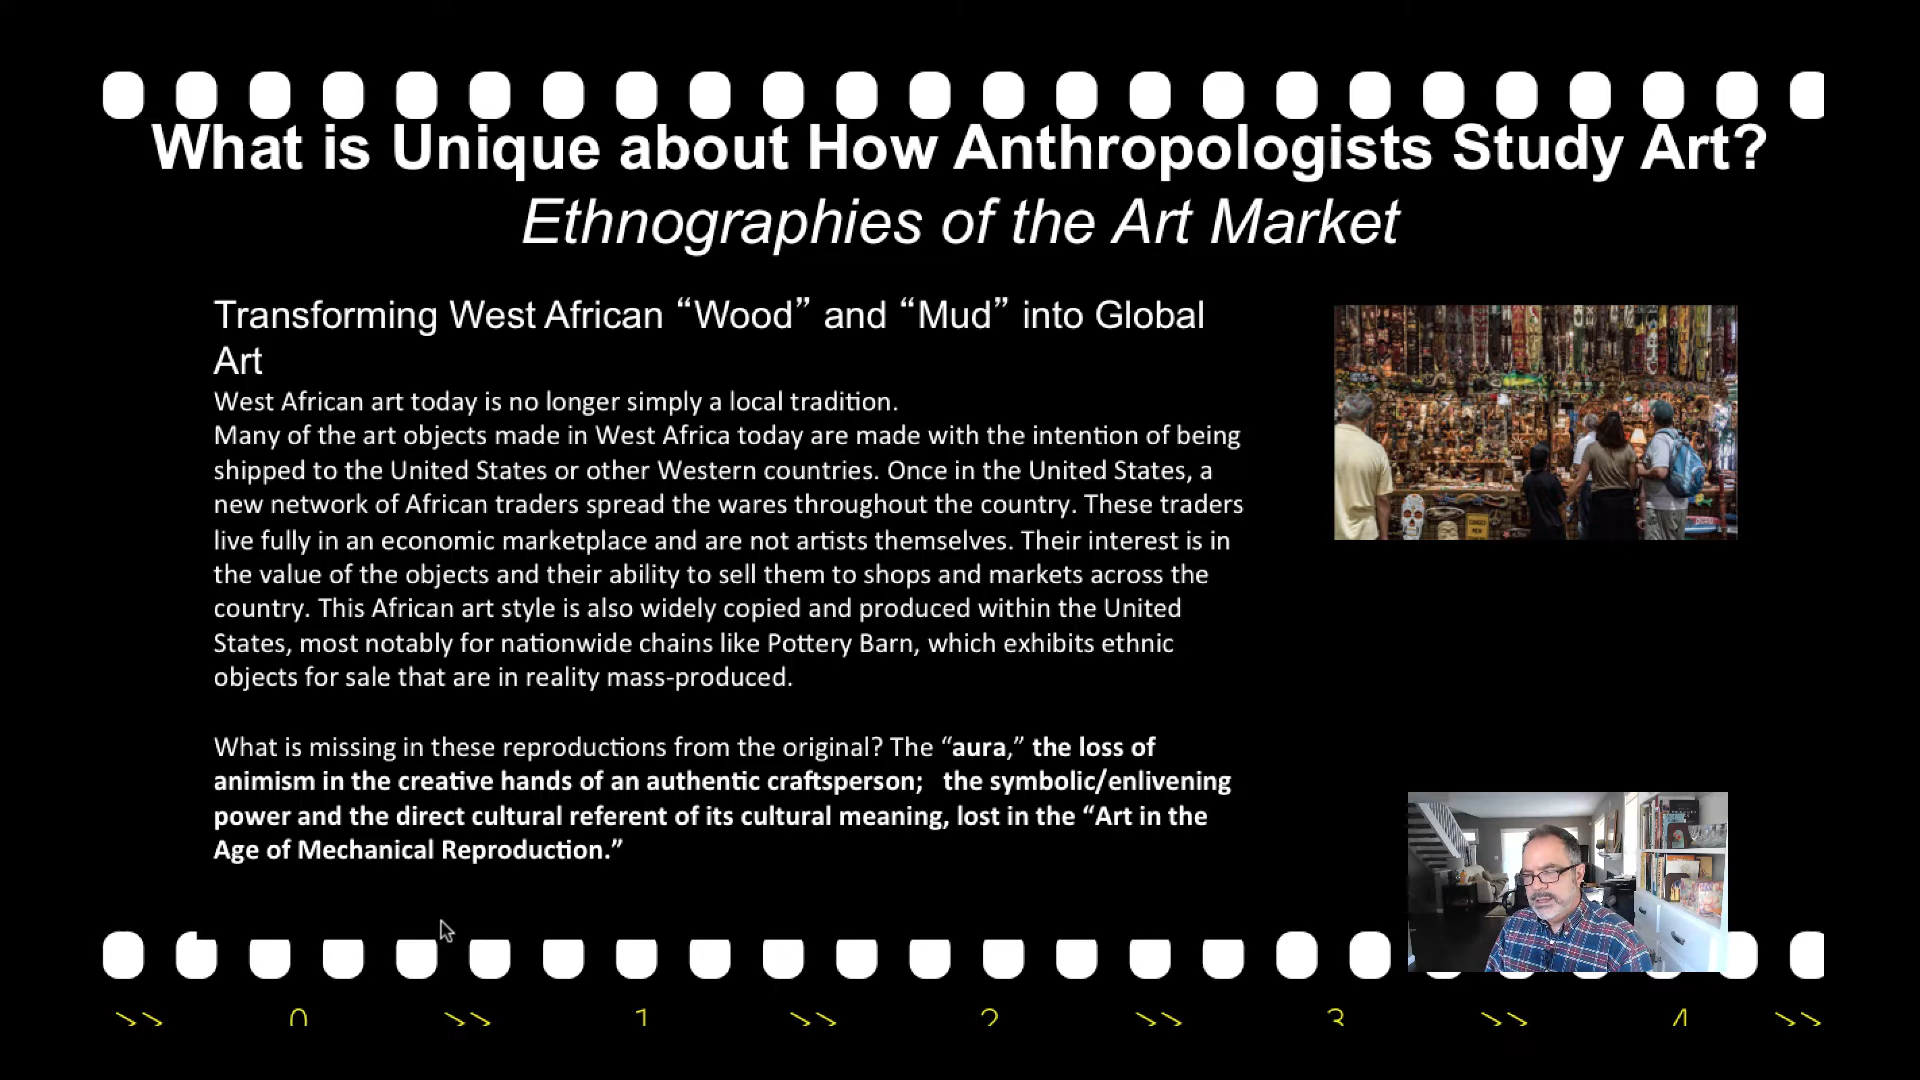 What is Unique about How Anthropologists Study Art?
Ethnographies of the Art Market
Transforming West African “Wood” and “Mud” into Global
Art
West African art today is no longer simply a local tradition.
Many of the art objects made in West Africa today are made with the intention of being
shipped to the United States or other Western countries. Once in the United States, a
new network of African traders spread the wares throughout the country. These traders
live fully in an economic marketplace and are not artists themselves. Their interest is in
the value of the objects and their ability to sell them to shops and markets across the
country. This African art style is also widely copied and produced within the United
States, most notably for nationwide chains like Pottery Barn, which exhibits ethnic
objects for sale that are in reality mass-produced.
What is missing in these reproductions from the original? The “aura,” the loss of
animism in the creative hands of an authentic craftsperson; the symbolic/enlivening
power and the direct cultural referent of its cultural meaning, lost in the “Art in the
Age of Mechanical Reproduction.”
>> 0 >> 1 >> 2 >> 3 >> 4 >>